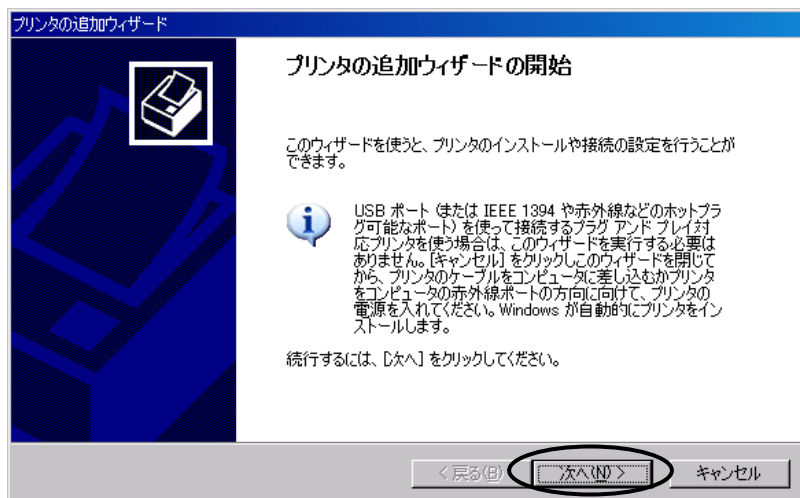 プリンタの追加ウィザード
プリンタの追加ウィザードの開始
このウィザードを使うと、プリンタのインストールや接続の設定を行うことが
できます。
USB ポート (または IEEE 1394 や赤外線などのホットプラ
グ可能なポート) を使って接続するプラグ アンド プレイ対
応プリンタを使う場合は、このウィザードを実行する必要は
ありません。[キャンセル] をクリックしこのウィザードを閉じて
から、プリンタのケーブルをコンピュータに差し込むかプリンタ
をコンピュータの赤外線ポートの方向に向けて、プリンタの
電源を入れてください。Windows が自動的にプリンタをイン
ストールします。
続行するには、[次へ] をクリックしてください。
< 戻る(B) 次へ(N) > キャンセル